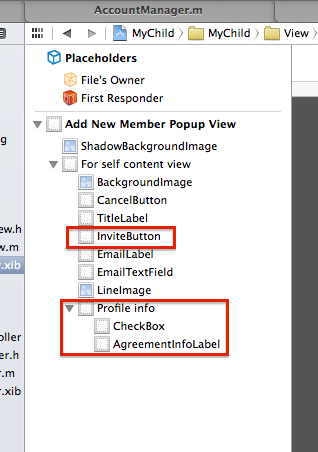 AccountManager.m
MyChild
MyChild
View
Placeholders
File's Owner
First Responder
Add New Member Popup View
ShadowBackgroundImage
For self content view
BackgroundImage
CancelButton
TitleLabel
InviteButton
EmailLabel
EmailTextField
LineImage
Profile info
CheckBox
AgreementInfoLabel
ew.h
w.m
.xib
oller
er.h
r.m
r.xib